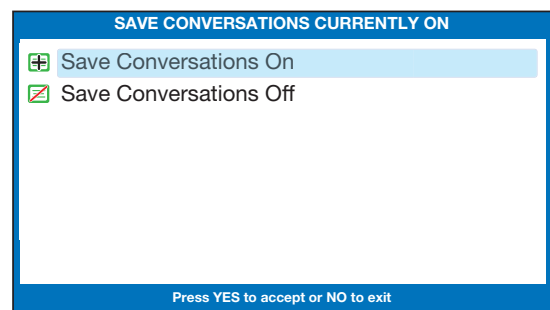 SAVE CONVERSATIONS CURRENTLY ON
Save Conversations On
Save Conversations Off
Press YES to accept or NO to exit